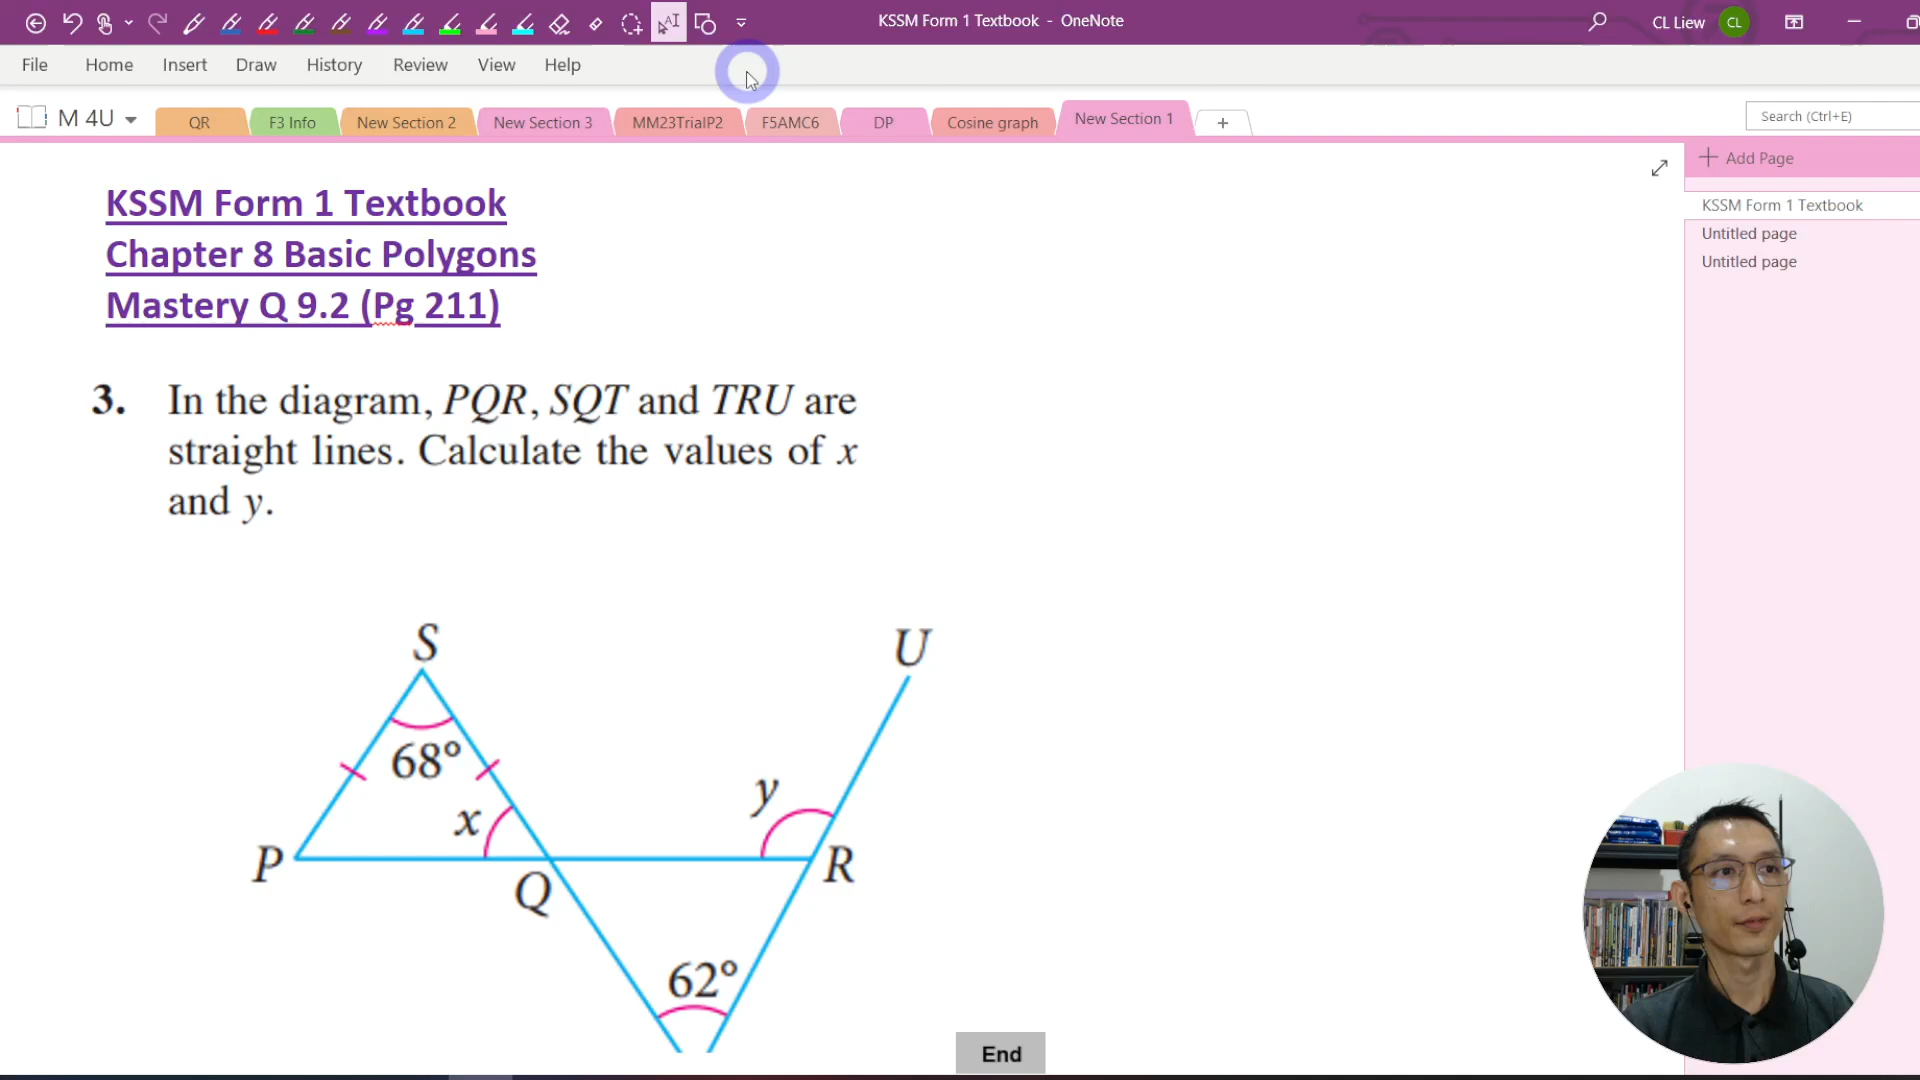 KSSM Form 1 Textbook - OneNote
CL Liew
CL
File Home Insert Draw History Review View Help
M 4U
QR
F3 Info
New Section 2
New Section 3
MM23TrialP2
F5AMC6
DP
Cosine graph
New Section 1
+
Search (Ctrl+E)
Add Page
KSSM Form 1 Textbook
Untitled page
Untitled page
KSSM Form 1 Textbook
Chapter 8 Basic Polygons
Mastery Q 9.2 (Pg 211)
3. In the diagram, PQR, SQT and TRU are
straight lines. Calculate the values of x
and y.
S
U
68°
y
x
P
R
Q
62°
End